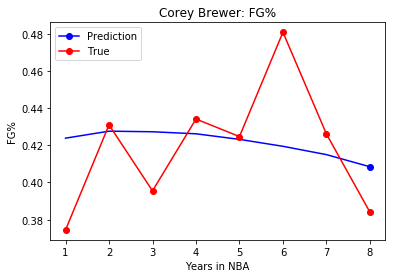 Corey Brewer: FG%
Prediction
True
FG%
0.48
0.46
0.44
0.42
0.40
0.38
1 2 3 4 5 6 7 8
Years in NBA